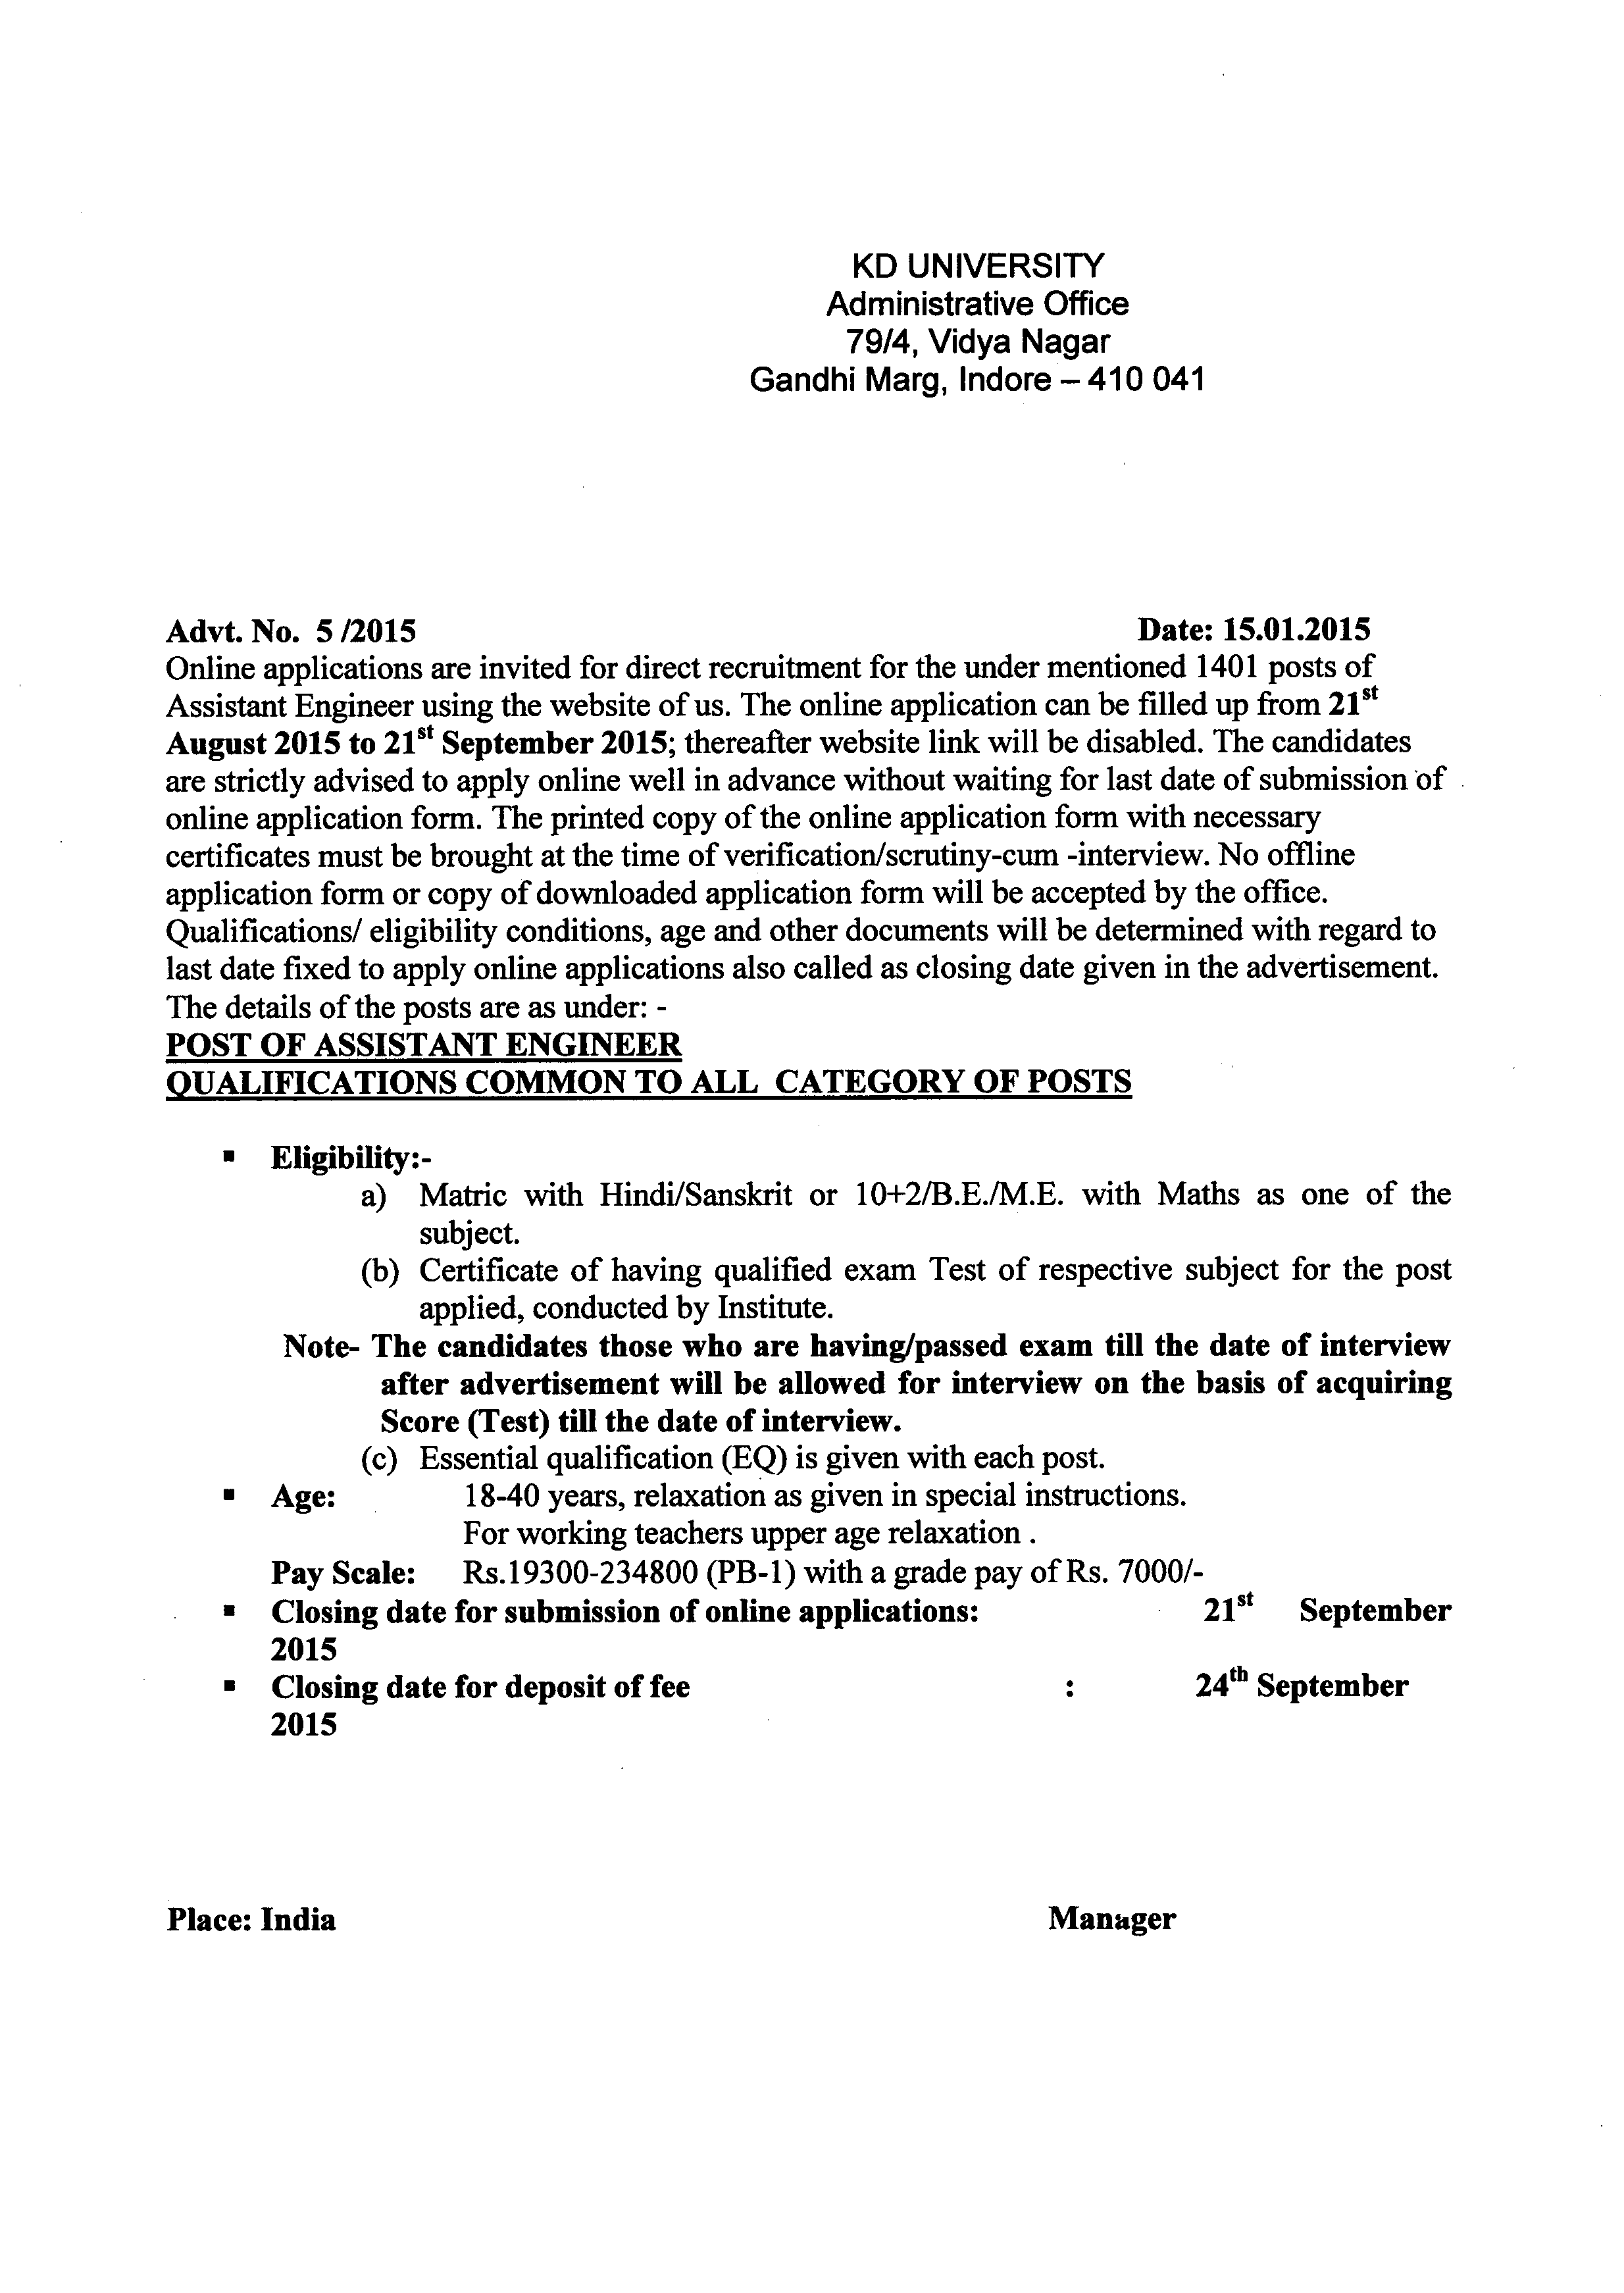 KD UNIVERSITY
Administrative Office
79/4, Vidya Nagar
Gandhi Marg, Indore – 410 041
Advt. No. 5 /2015 Date: 15.01.2015
Online applications are invited for direct recruitment for the under mentioned 1401 posts of
Assistant Engineer using the website of us. The online application can be filled up from 21st
August 2015 to 21st September 2015; thereafter website link will be disabled. The candidates
are strictly advised to apply online well in advance without waiting for last date of submission of
online application form. The printed copy of the online application form with necessary
certificates must be brought at the time of verification/scrutiny-cum -interview. No offline
application form or copy of downloaded application form will be accepted by the office.
Qualifications/ eligibility conditions, age and other documents will be determined with regard to
last date fixed to apply online applications also called as closing date given in the advertisement.
The details of the posts are as under: -
POST OF ASSISTANT ENGINEER
QUALIFICATIONS COMMON TO ALL CATEGORY OF POSTS
▪ Eligibility:-
a) Matric with Hindi/Sanskrit or 10+2/B.E./M.E. with Maths as one of the
subject.
(b) Certificate of having qualified exam Test of respective subject for the post
applied, conducted by Institute.
Note- The candidates those who are having/passed exam till the date of interview
after advertisement will be allowed for interview on the basis of acquiring
Score (Test) till the date of interview.
(c) Essential qualification (EQ) is given with each post.
▪ Age: 18-40 years, relaxation as given in special instructions.
For working teachers upper age relaxation .
Pay Scale: Rs.19300-234800 (PB-1) with a grade pay of Rs. 7000/-
▪ Closing date for submission of online applications: 21st September
2015
▪ Closing date for deposit of fee : 24th September
2015
Place: India Manager